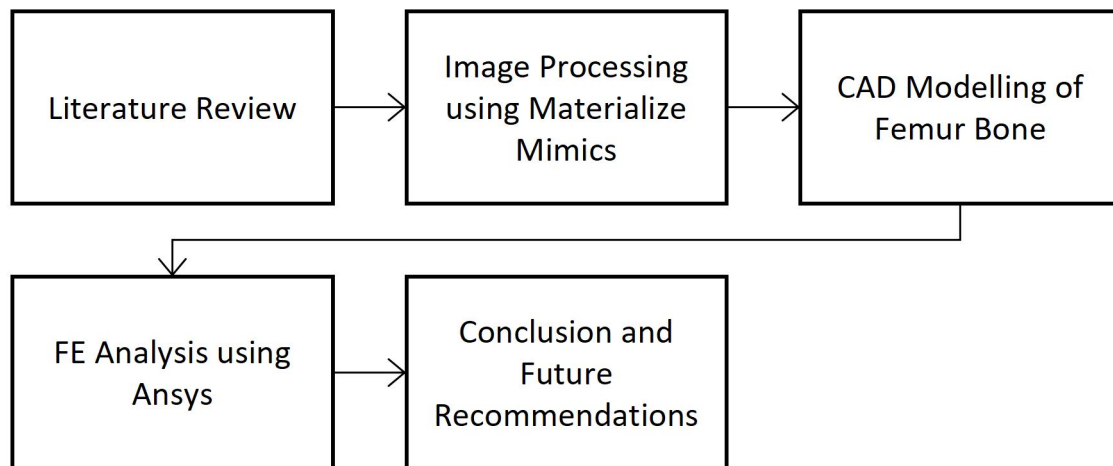 Literature Review
Image Processing
using Materialize
Mimics
CAD Modelling of
Femur Bone
FE Analysis using
Ansys
Conclusion and
Future
Recommendations